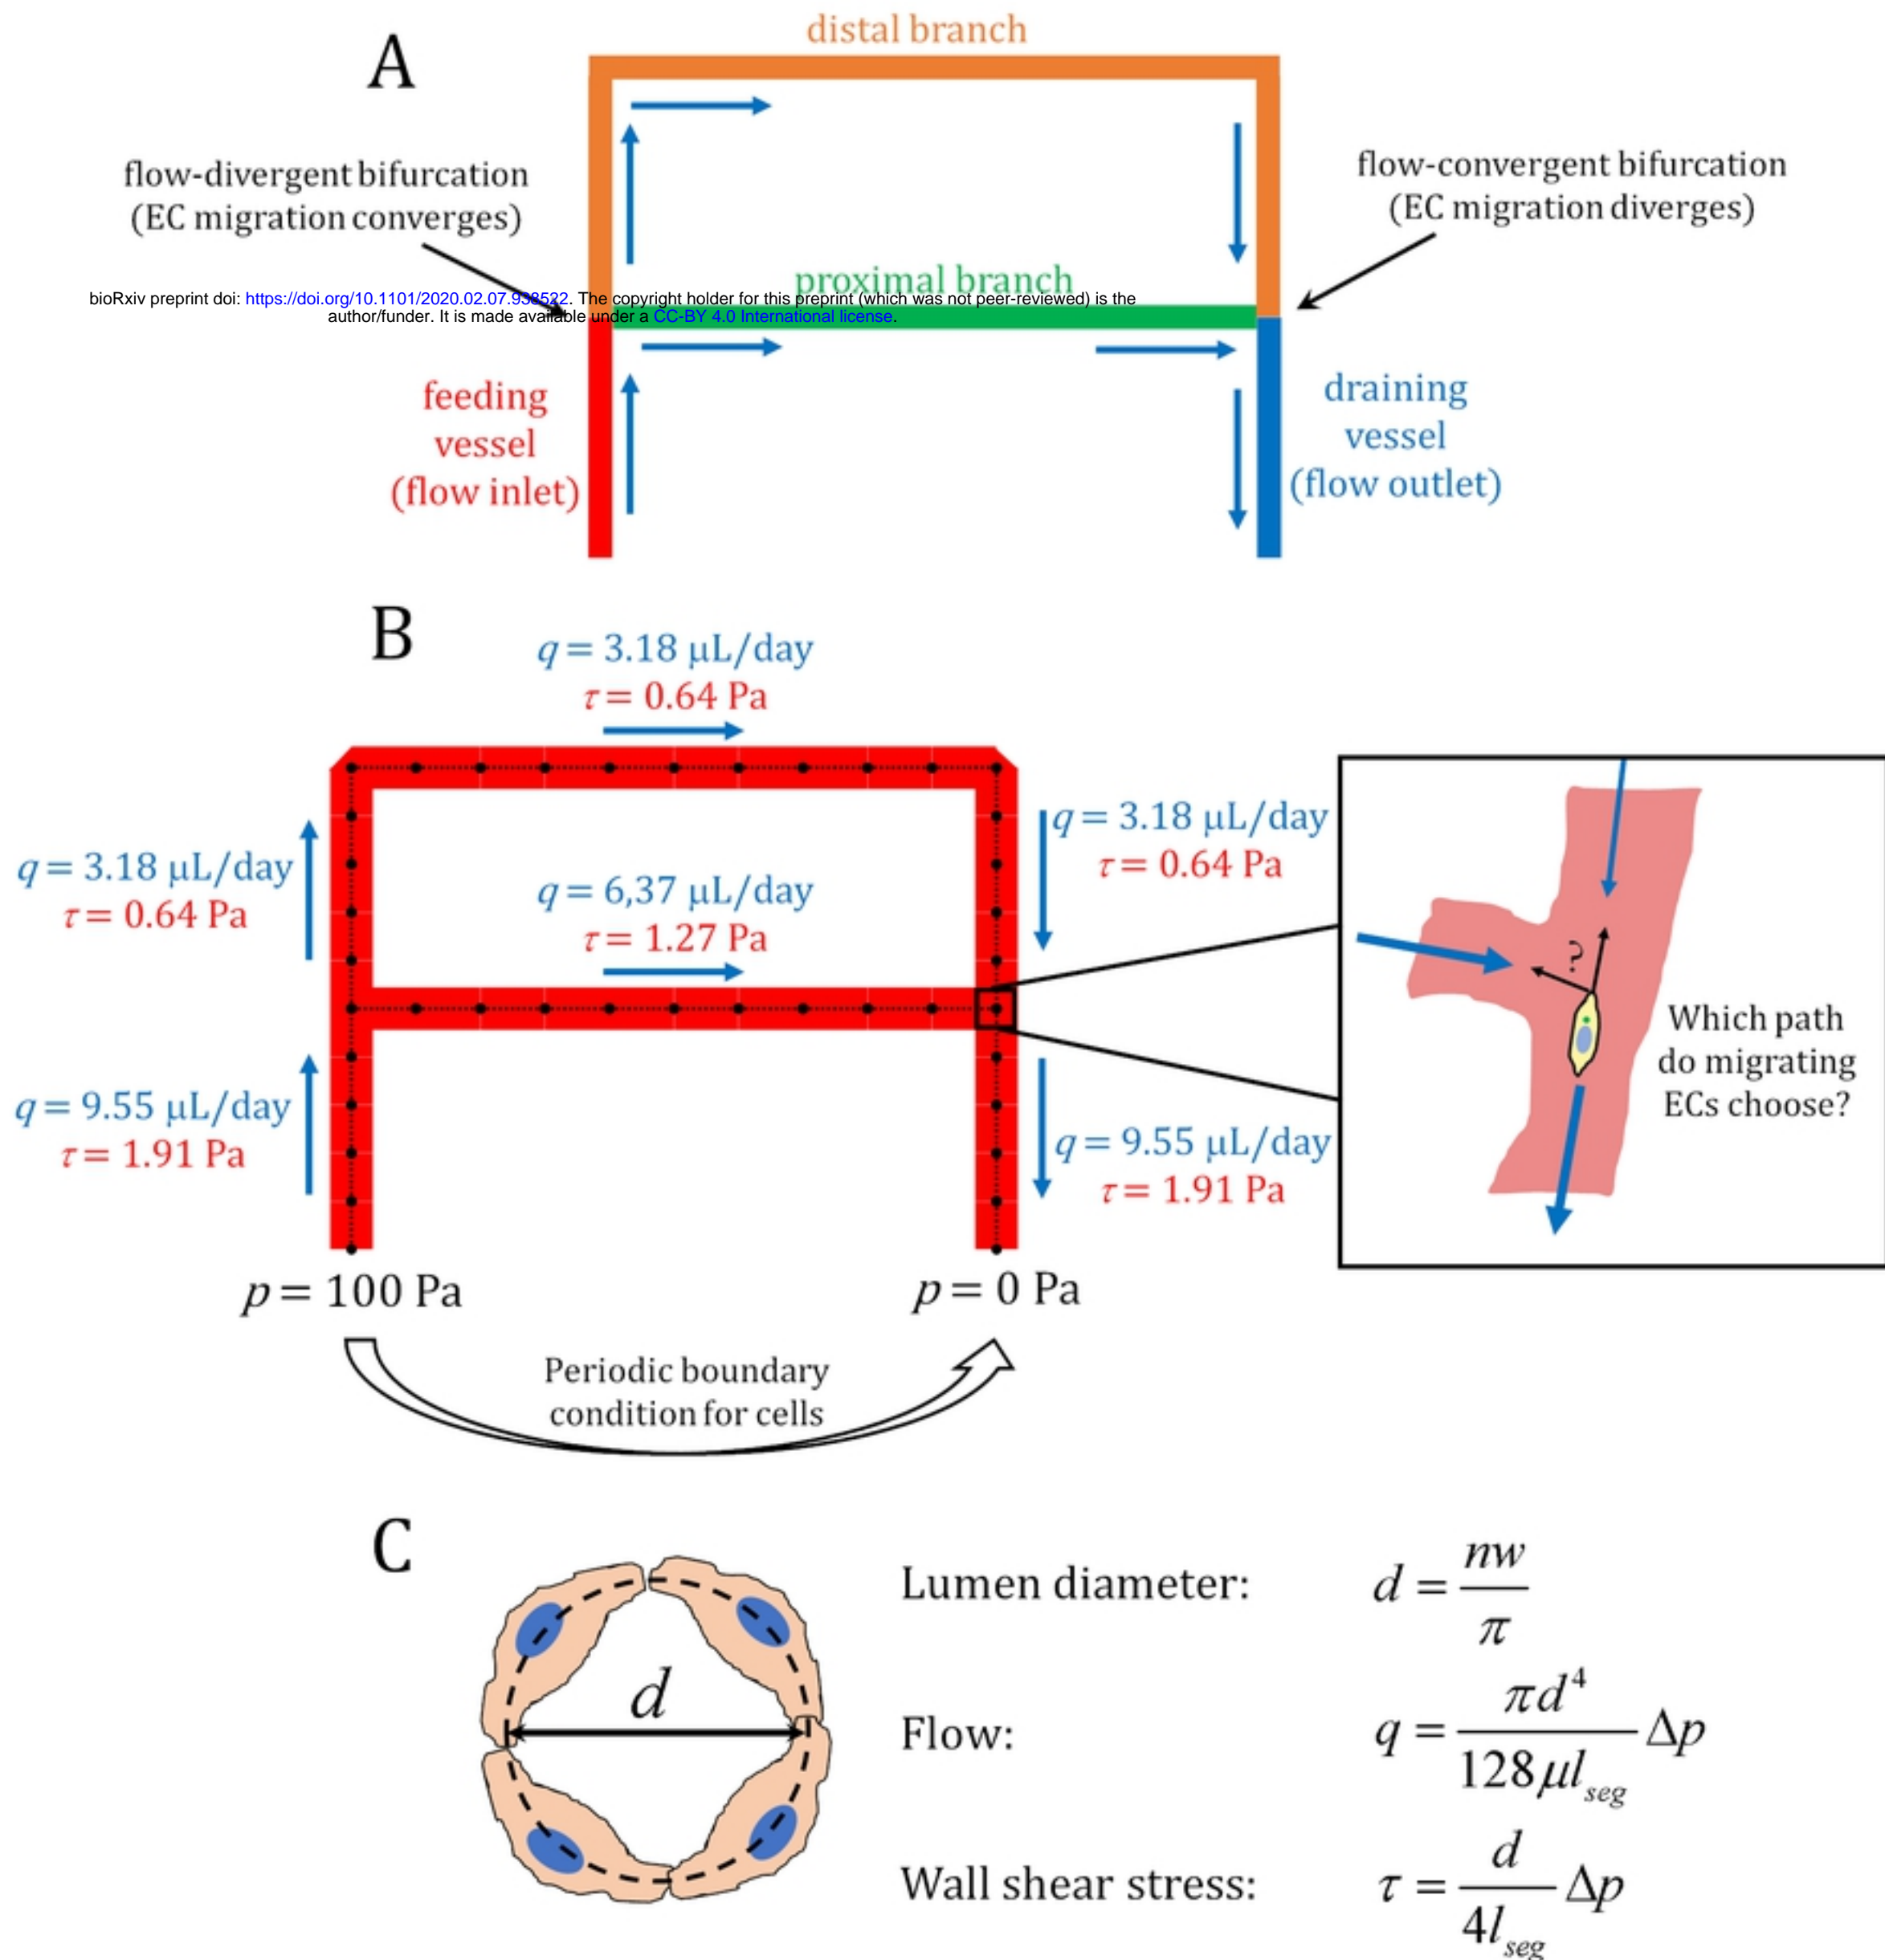 A
distal branch
flow-divergent bifurcation
(EC migration converges)
flow-convergent bifurcation
(EC migration diverges)
proximal branch
bioRxiv preprint doi: https://doi.org/10.1101/2020.02.07.938522. The copyright holder for this preprint (which was not peer-reviewed) is the
author/funder. It is made available under a CC-BY 4.0 International license.
feeding
vessel
(flow inlet)
draining
vessel
(flow outlet)
B
q = 3.18 μL/day
τ = 0.64 Pa
q = 3.18 μL/day
τ = 0.64 Pa
q = 6,37 μL/day
τ = 1.27 Pa
q = 3.18 μL/day
τ = 0.64 Pa
q = 9.55 μL/day
τ = 1.91 Pa
q = 9.55 μL/day
τ = 1.91 Pa
?
Which path
do migrating
ECs choose?
p = 100 Pa
p = 0 Pa
Periodic boundary
condition for cells
C
d
Lumen diameter: d = nw/π
Flow: q = πd⁴/128μl_seg Δp
Wall shear stress: τ = d/4l_seg Δp